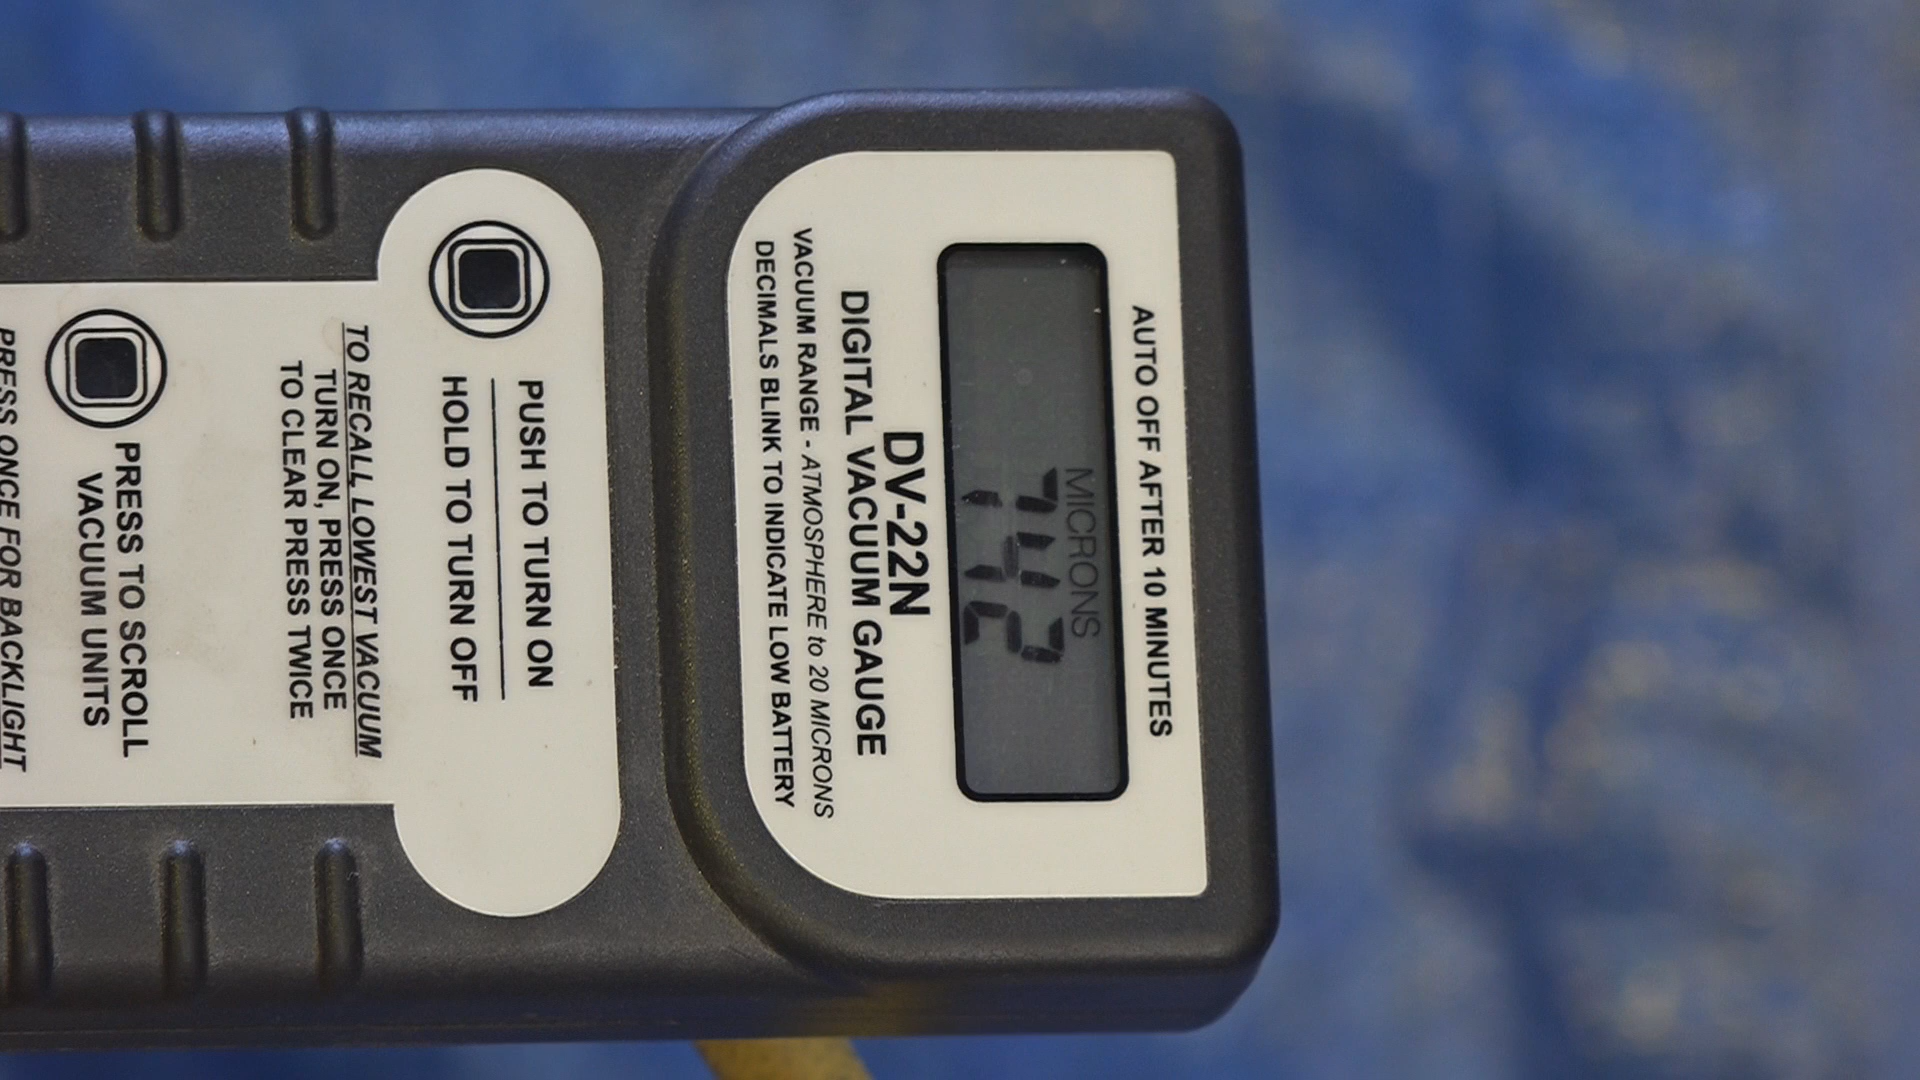 AUTO OFF AFTER 10 MINUTES
MICRONS
742
DV-22N
DIGITAL VACUUM GAUGE
VACUUM RANGE - ATMOSPHERE to 20 MICRONS
DECIMALS BLINK TO INDICATE LOW BATTERY
PUSH TO TURN ON
HOLD TO TURN OFF
TO RECALL LOWEST VACUUM
TURN ON, PRESS ONCE
TO CLEAR PRESS TWICE
PRESS TO SCROLL
VACUUM UNITS
PRESS ONCE FOR BACKLIGHT